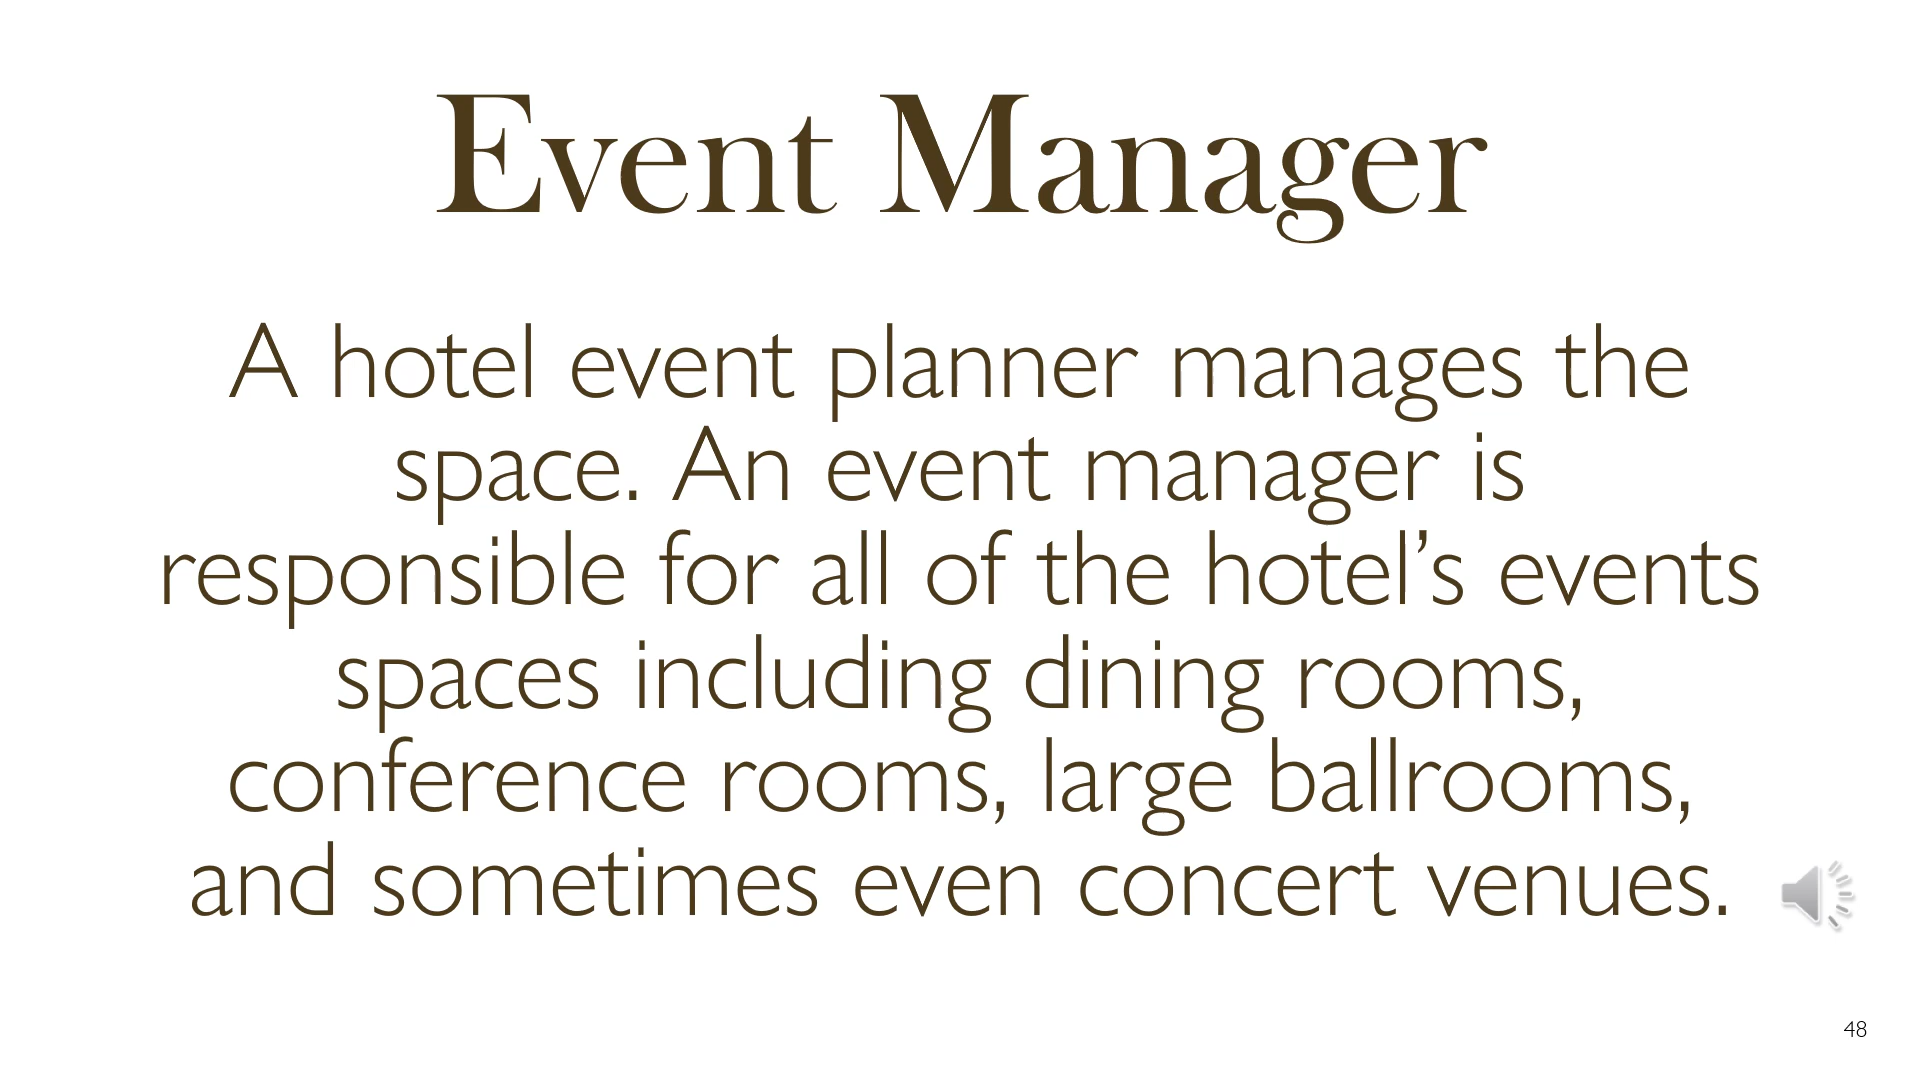 Event Manager
A hotel event planner manages the
space. An event manager is
responsible for all of the hotel’s events
spaces including dining rooms,
conference rooms, large ballrooms,
and sometimes even concert venues.
48